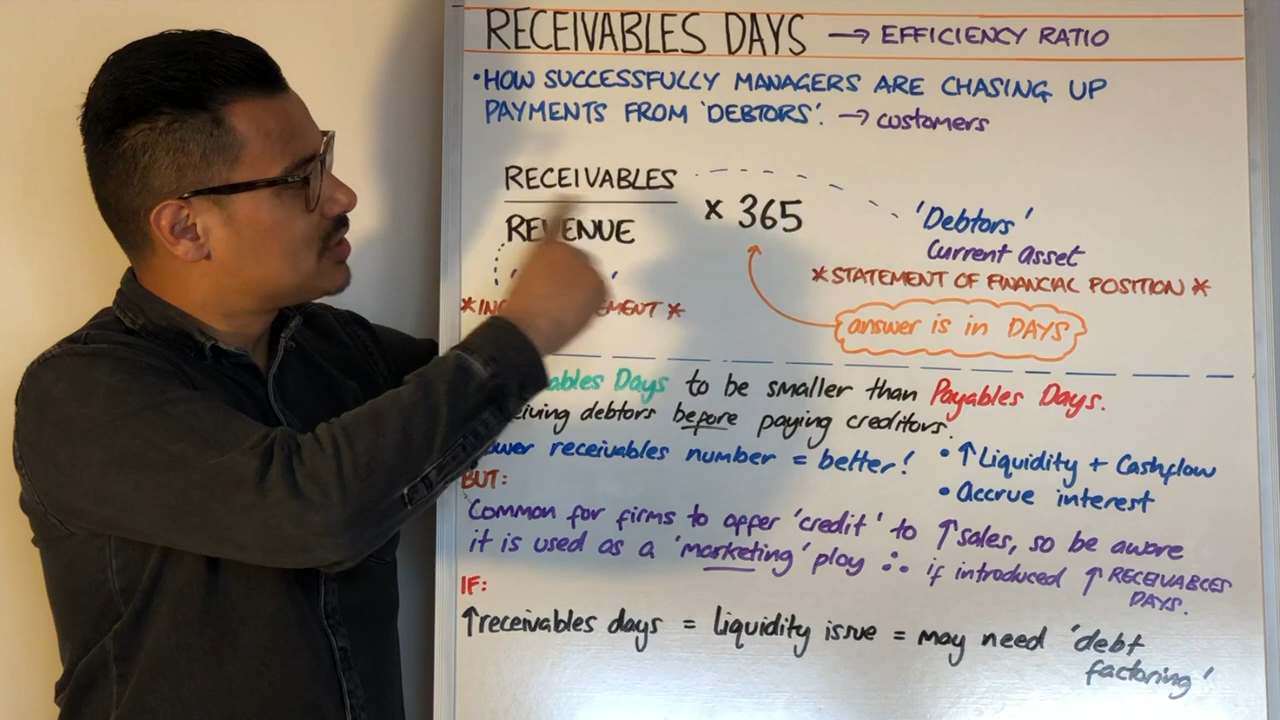 RECEIVABLES DAYS → EFFICIENCY RATIO
• HOW SUCCESSFULLY MANAGERS ARE CHASING UP
PAYMENTS FROM 'DEBTORS'. → customers
RECEIVABLES
REVENUE
× 365
'Debtors'
Current asset
*STATEMENT OF FINANCIAL POSITION*
answer is in DAYS
Days to be smaller than Payables Days.
debtors before paying creditors.
receivables number = better!
• ↑Liquidity + Cashflow
• Accrue interest
BUT:
Common for firms to offer 'credit' to ↑sales, so be aware
it is used as a 'marketing' ploy ∴ if introduced ↑ RECEIVABLES
DAYS.
IF:
↑receivables days = liquidity issue = may need 'debt
factoring'